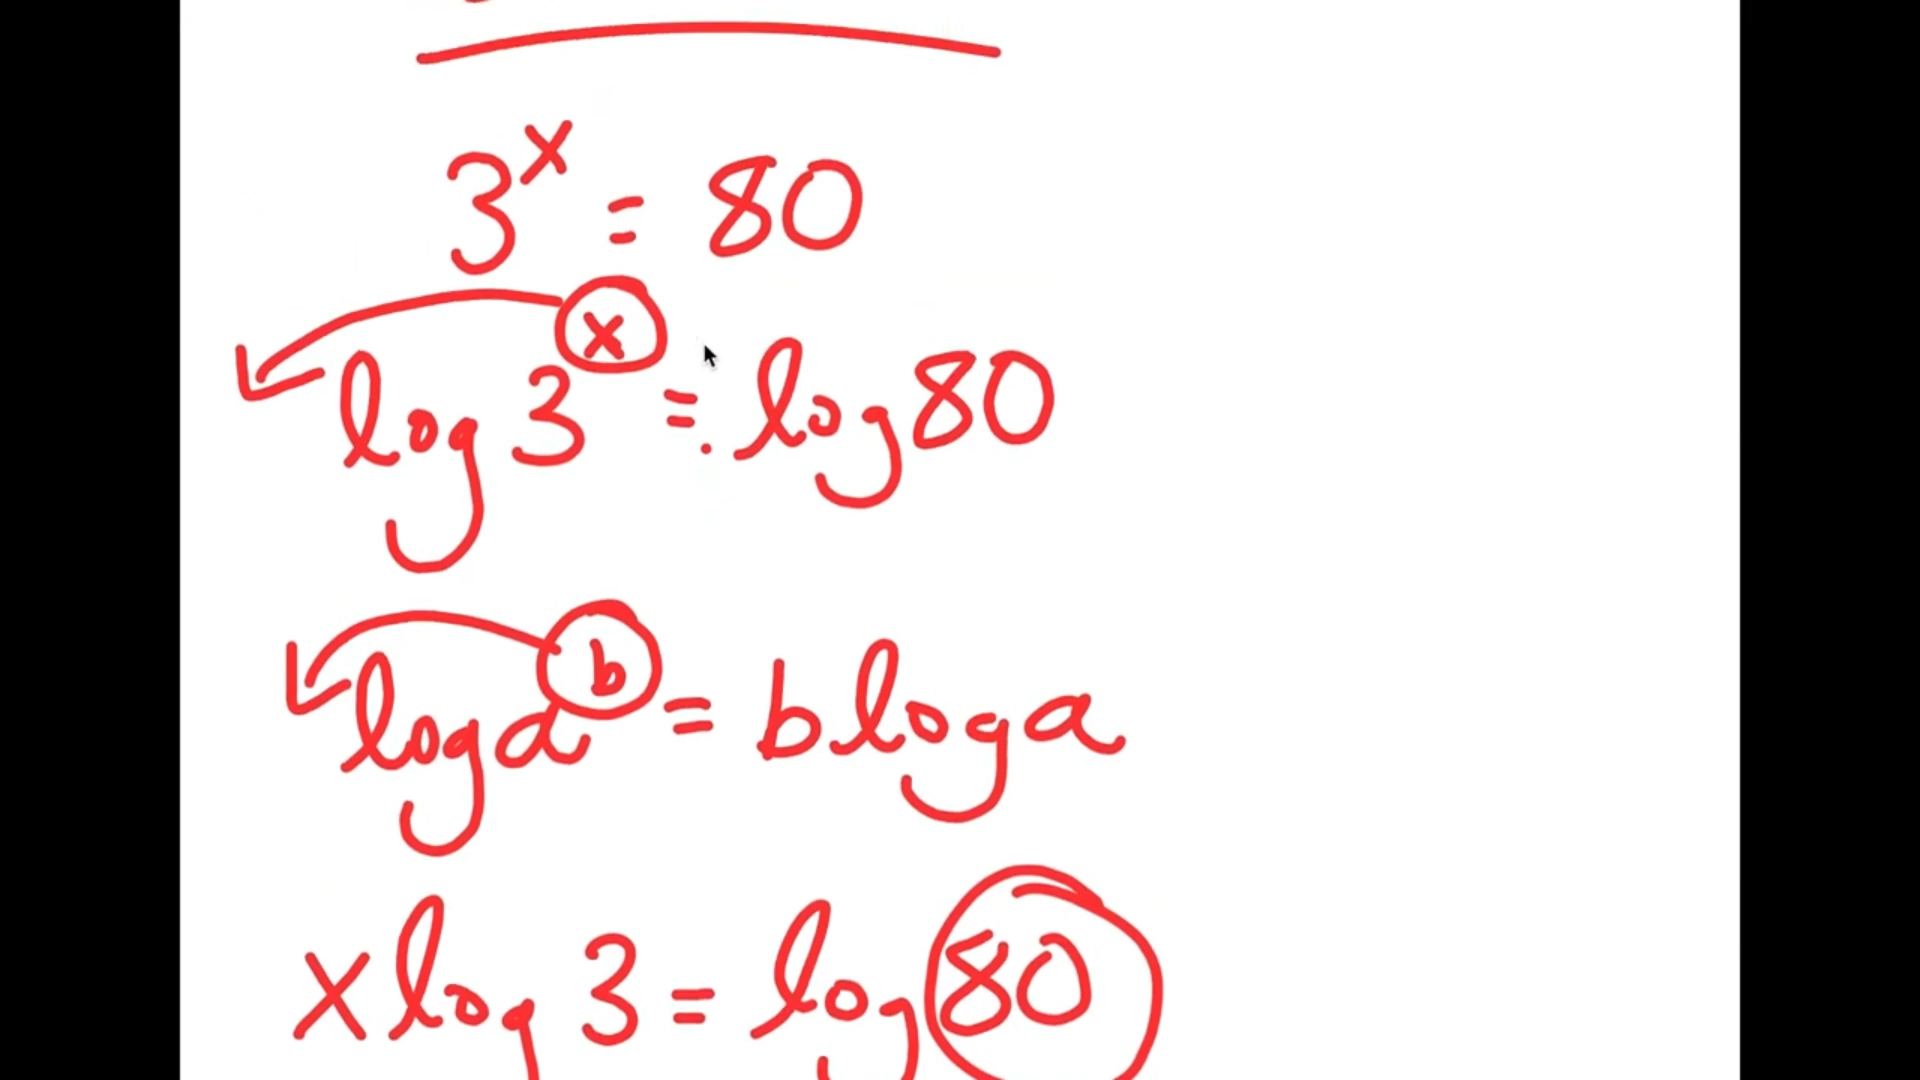 3^x = 80
log 3^x = log 80
log a^b = b log a
x log 3 = log 80